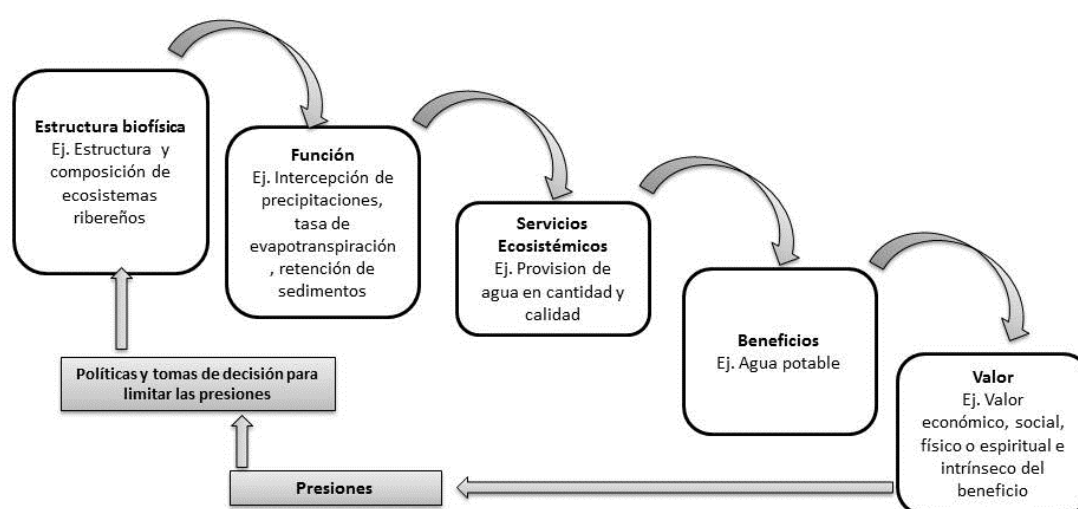 Estructura biofísica
Ej. Estructura y
composición de
ecosistemas
ribereños
Función
Ej. Intercepción de
precipitaciones,
tasa de
evapotranspiración
, retención de
sedimentos
Servicios
Ecosistémicos
Ej. Provision de
agua en cantidad y
calidad
Beneficios
Ej. Agua potable
Valor
Ej. Valor
económico, social,
físico o espiritual e
intrínseco del
beneficio
Políticas y tomas de decisión para
limitar las presiones
Presiones